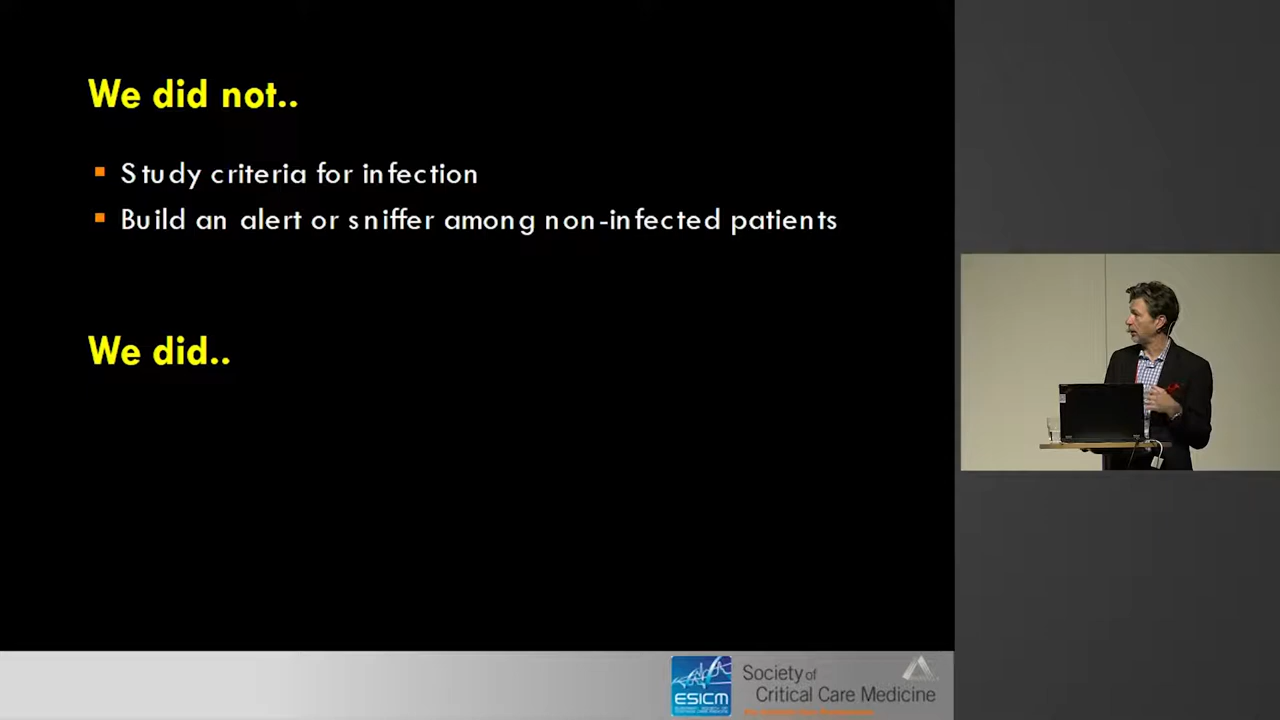 We did not..
Study criteria for infection
Build an alert or sniffer among non-infected patients
We did..
ESICM
Society of
Critical Care Medicine